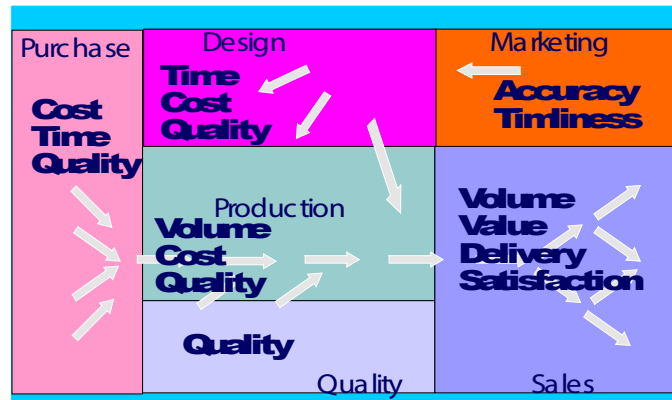 Purchase
Cost
Time
Quality
Design
Time
Cost
Quality
Marketing
Accuracy
Timliness
Production
Volume
Cost
Quality
Quality
Quality
Volume
Value
Delivery
Satisfaction
Sales